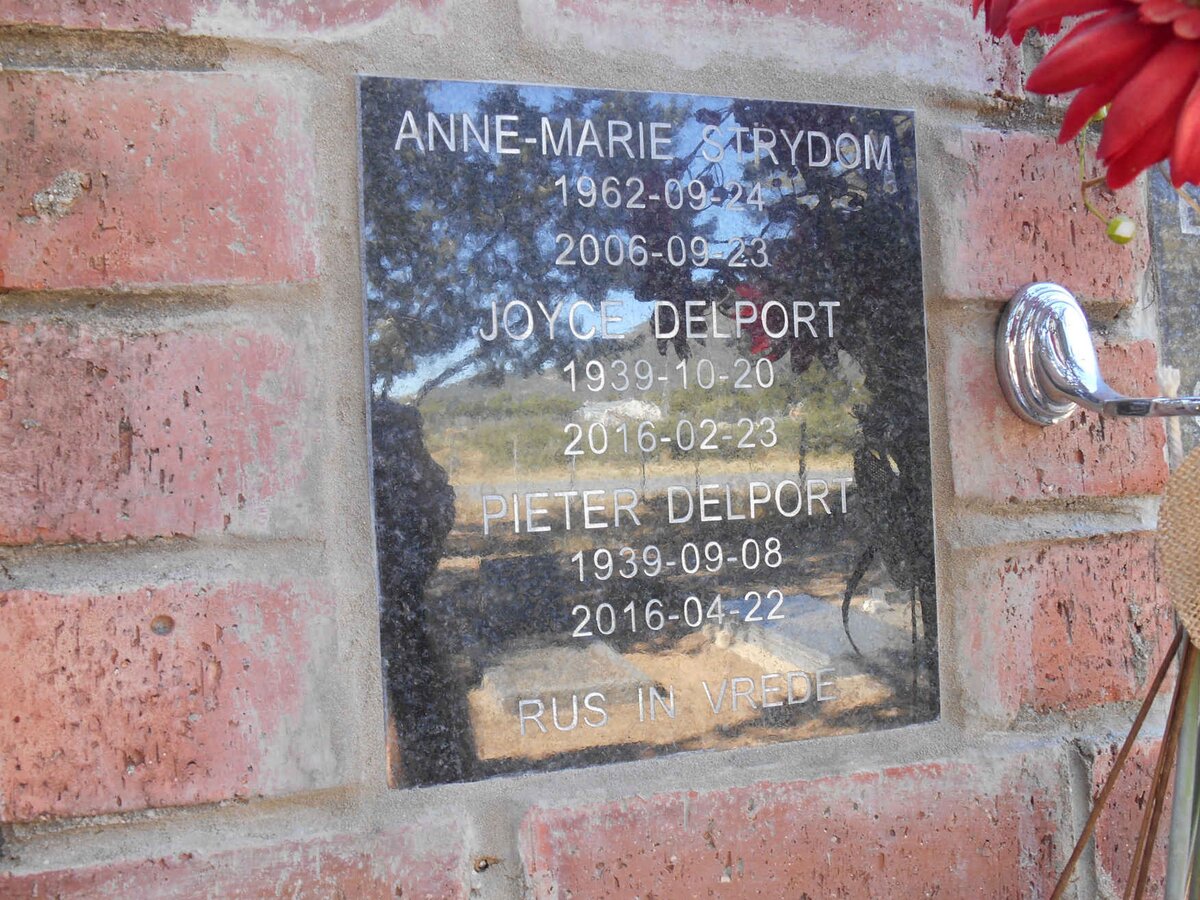 ANNE-MARIE STRYDOM
1962-09-24
2006-09-23
JOYCE DELPORT
1939-10-20
2016-02-23
PIETER DELPORT
1939-09-08
2016-04-22
RUS IN VREDE